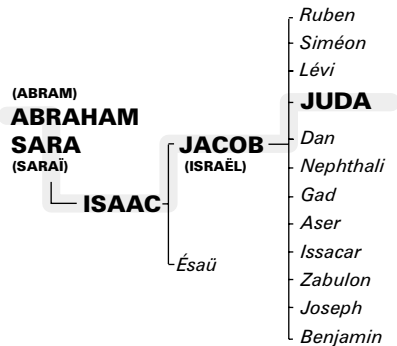 (ABRAM)
ABRAHAM
SARA
(SARAÏ)
ISAAC
JACOB
(ISRAËL)
Ésaü
Ruben
Siméon
Lévi
JUDA
Dan
Nephthali
Gad
Aser
Issacar
Zabulon
Joseph
Benjamin